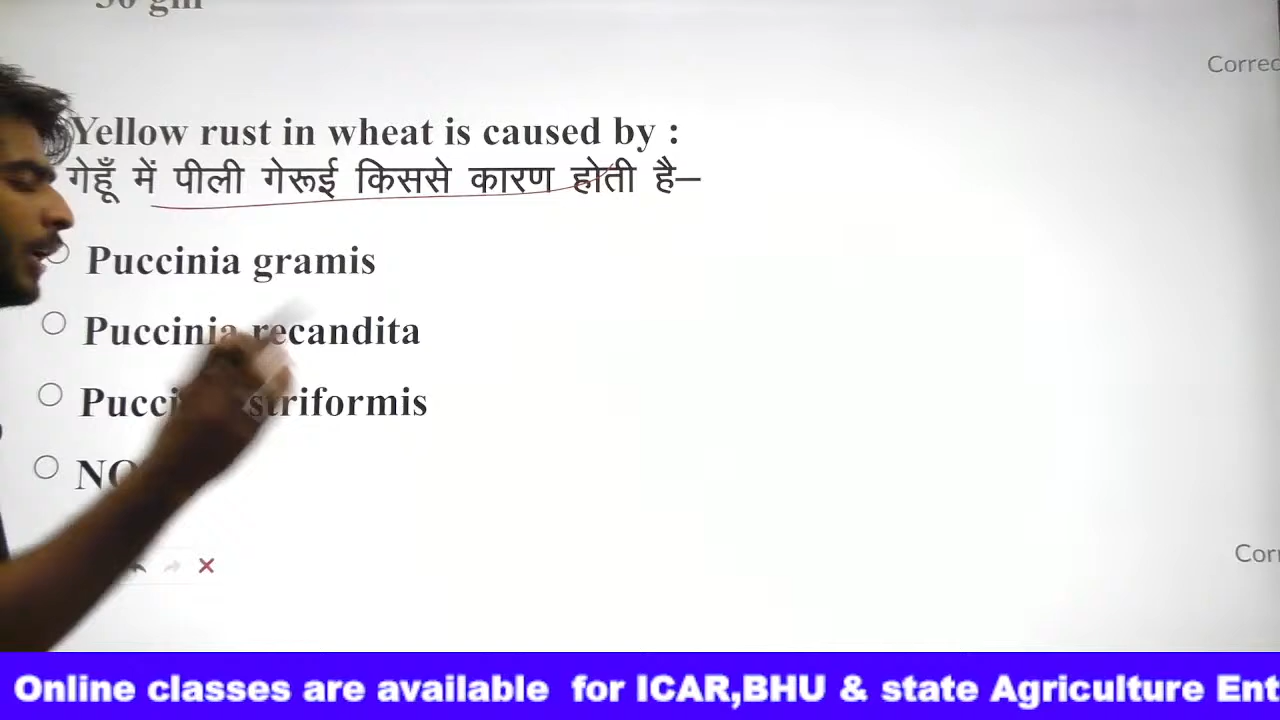 Correc
Yellow rust in wheat is caused by :
गेहूँ में पीली गेरूई किससे कारण होती है–
Puccinia gramis
Puccinia recandita
striformis
Online classes are available for ICAR,BHU & state Agriculture Ent